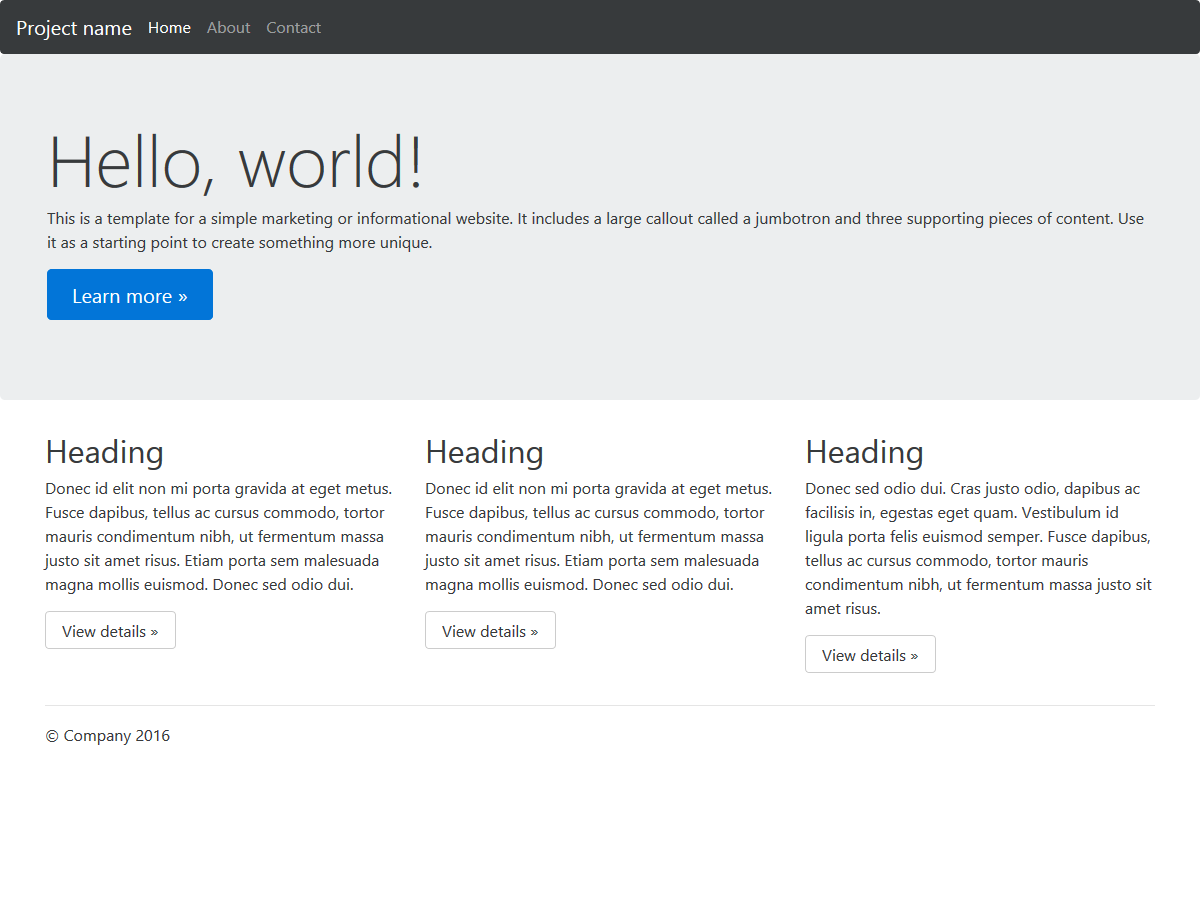 Project name Home About Contact
Hello, world!
This is a template for a simple marketing or informational website. It includes a large callout called a jumbotron and three supporting pieces of content. Use
it as a starting point to create something more unique.
Learn more »
Heading
Donec id elit non mi porta gravida at eget metus.
Fusce dapibus, tellus ac cursus commodo, tortor
mauris condimentum nibh, ut fermentum massa
justo sit amet risus. Etiam porta sem malesuada
magna mollis euismod. Donec sed odio dui.
View details »
Heading
Donec id elit non mi porta gravida at eget metus.
Fusce dapibus, tellus ac cursus commodo, tortor
mauris condimentum nibh, ut fermentum massa
justo sit amet risus. Etiam porta sem malesuada
magna mollis euismod. Donec sed odio dui.
View details »
Heading
Donec sed odio dui. Cras justo odio, dapibus ac
facilisis in, egestas eget quam. Vestibulum id
ligula porta felis euismod semper. Fusce dapibus,
tellus ac cursus commodo, tortor mauris
condimentum nibh, ut fermentum massa justo sit
amet risus.
View details »
© Company 2016